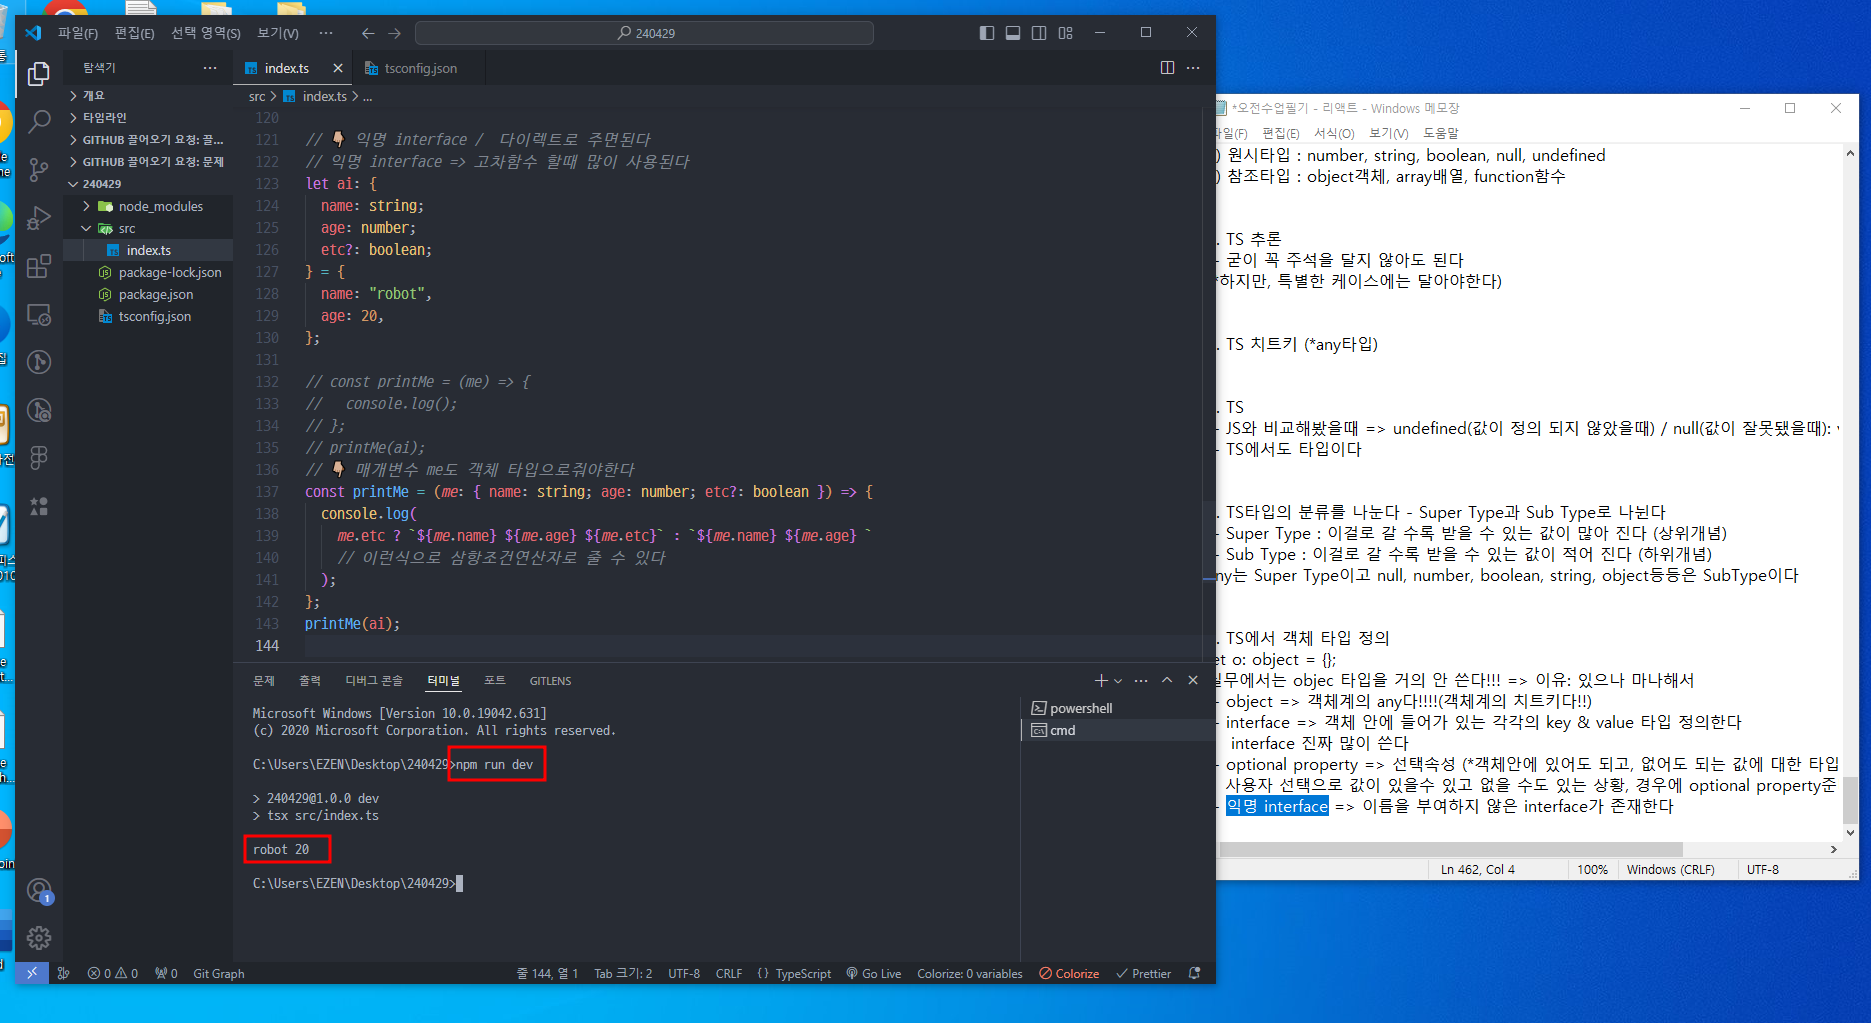 파일(F) 편집(E) 선택 영역(S) 보기(V) ··· 240429
탐색기 ···
개요
타임라인
GITHUB 끌어오기 요청: 끌...
GITHUB 끌어오기 요청: 문제
240429
node_modules
src
index.ts
package-lock.json
package.json
tsconfig.json
index.ts tsconfig.json
src > index.ts > ...
120
121 // 👇 익명 interface / 다이렉트로 주면된다
122 // 익명 interface => 고차함수 할때 많이 사용된다
123 let ai: {
124 name: string;
125 age: number;
126 etc?: boolean;
127 } = {
128 name: "robot",
129 age: 20,
130 };
131
132 // const printMe = (me) => {
133 // console.log();
134 // };
135 // printMe(ai);
136 // 👇 매개변수 me도 객체 타입으로줘야한다
137 const printMe = (me: { name: string; age: number; etc?: boolean }) => {
138 console.log(
139 me.etc ? `${me.name} ${me.age} ${me.etc}` : `${me.name} ${me.age} `
140 // 이런식으로 삼항조건연산자로 줄 수 있다
141 );
142 };
143 printMe(ai);
144
문제 출력 디버그 콘솔 터미널 포트 GITLENS
Microsoft Windows [Version 10.0.19042.631]
(c) 2020 Microsoft Corporation. All rights reserved.
C:\Users\EZEN\Desktop\240429>npm run dev
> 240429@1.0.0 dev
> tsx src/index.ts
robot 20
C:\Users\EZEN\Desktop\240429>
powershell
cmd
1
0 0 0 Git Graph 줄 144, 열 1 Tab 크기: 2 UTF-8 CRLF {} TypeScript Go Live Colorize: 0 variables Colorize Prettier
*오전수업필기 - 리액트 - Windows 메모장
편집(E) 서식(O) 보기(V) 도움말
) 원시타입 : number, string, boolean, null, undefined
) 참조타입 : object객체, array배열, function함수
. TS 추론
- 굳이 꼭 주석을 달지 않아도 된다
*하지만, 특별한 케이스에는 달아야한다)
. TS 치트키 (*any타입)
. TS
- JS와 비교해봤을때 => undefined(값이 정의 되지 않았을때) / null(값이 잘못됐을때):
- TS에서도 타입이다
. TS타입의 분류를 나눈다 - Super Type과 Sub Type로 나뉜다
- Super Type : 이걸로 갈 수록 받을 수 있는 값이 많아 진다 (상위개념)
- Sub Type : 이걸로 갈 수록 받을 수 있는 값이 적어 진다 (하위개념)
ny는 Super Type이고 null, number, boolean, string, object등등은 SubType이다
. TS에서 객체 타입 정의
et o: object = {};
실무에서는 objec 타입을 거의 안 쓴다!!! => 이유: 있으나 마나해서
- object => 객체계의 any다!!!!(객체계의 치트키다!!)
- interface => 객체 안에 들어가 있는 각각의 key & value 타입 정의한다
interface 진짜 많이 쓴다
- optional property => 선택속성 (*객체안에 있어도 되고, 없어도 되는 값에 대한 타입
사용자 선택으로 값이 있을수 있고 없을 수도 있는 상황, 경우에 optional property준
- 익명 interface => 이름을 부여하지 않은 interface가 존재한다
Ln 462, Col 4 100% Windows (CRLF) UTF-8